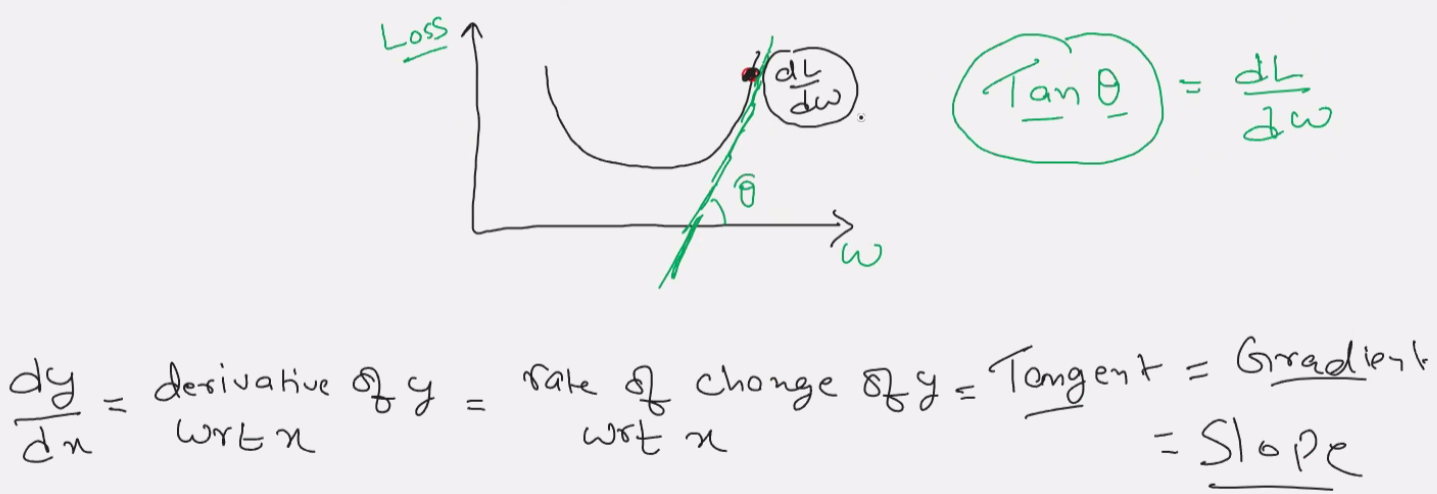 Loss
dL/dw
Tan θ = dL/dw
θ
w
dy/dx = derivative of y wrt x = rate of change of y wrt x = Tangent = Gradient
= Slope